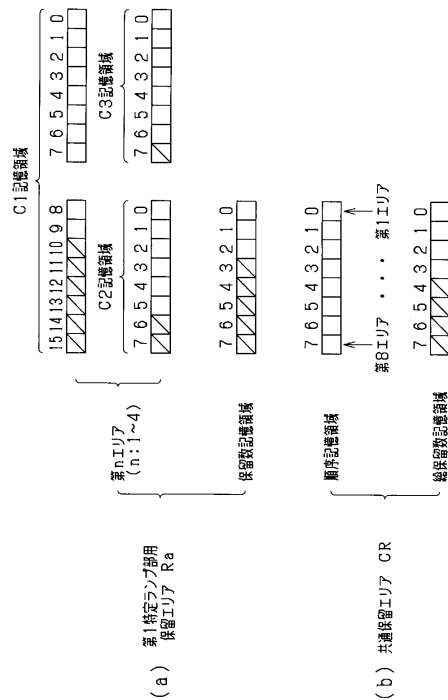 C1記憶領域
15 14 13 12 11 10 9 8
7 6 5 4 3 2 1 0
第nエリア
(n:1~4)
C2記憶領域
7 6 5 4 3 2 1 0
C3記憶領域
7 6 5 4 3 2 1 0
(a) 第1特定ランプ部用
保留エリア Ra
保留数記憶領域
7 6 5 4 3 2 1 0
順序記憶領域
7 6 5 4 3 2 1 0
第8エリア ・・・ 第1エリア
(b) 共通保留エリア CR
総保留数記憶領域
7 6 5 4 3 2 1 0